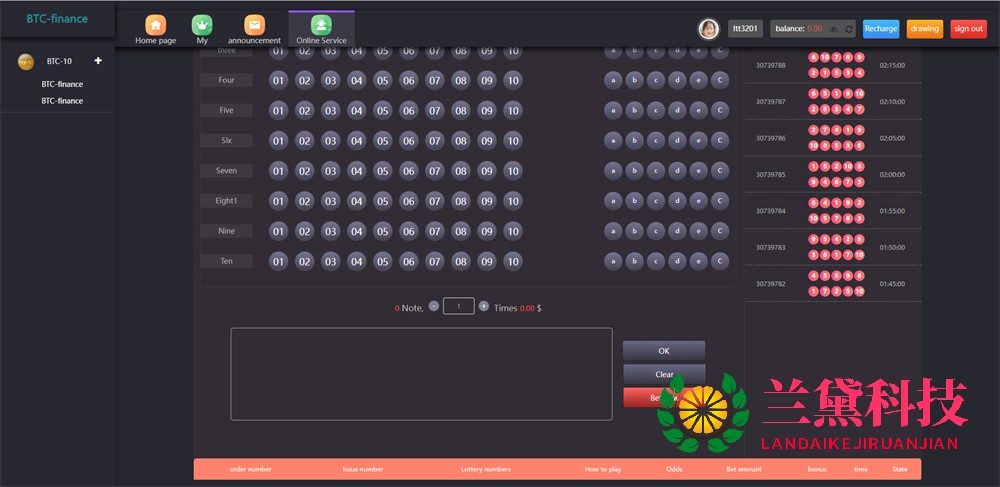 BTC-finance
Home page
My
announcement
Online Service
ltt3201
balance: 0.00
Recharge
drawing
sign out
BTC-10
BTC-finance
BTC-finance
three 01 02 03 04 05 06 07 08 09 10 a b c d e C
Four 01 02 03 04 05 06 07 08 09 10 a b c d e C
Five 01 02 03 04 05 06 07 08 09 10 a b c d e C
Six 01 02 03 04 05 06 07 08 09 10 a b c d e C
Seven 01 02 03 04 05 06 07 08 09 10 a b c d e C
Eight1 01 02 03 04 05 06 07 08 09 10 a b c d e C
Nine 01 02 03 04 05 06 07 08 09 10 a b c d e C
Ten 01 02 03 04 05 06 07 08 09 10 a b c d e C
0 Note, - 1 + Times 0.00 $
OK
Clear
30739788 02:15:00
6 10 7 8 9
2 1 5 3 4
30739787 02:10:00
6 5 1 9 10
2 8 3 4 7
30739786 02:05:00
2 7 4 1 9
10 8 5 3 6
30739785 02:00:00
1 5 2 10 8
9 4 6 7 3
30739784 01:55:00
8 4 1 9 2
10 5 7 6 3
30739783 01:50:00
9 5 4 2 8
3 6 1 7 10
30739782 01:45:00
4 3 8 9 6
1 7 2 5 10
兰黛科技
LANDAIKEJIRUANJIAN
order number Issue number Lottery numbers How to play Odds Bet amount bonus time State